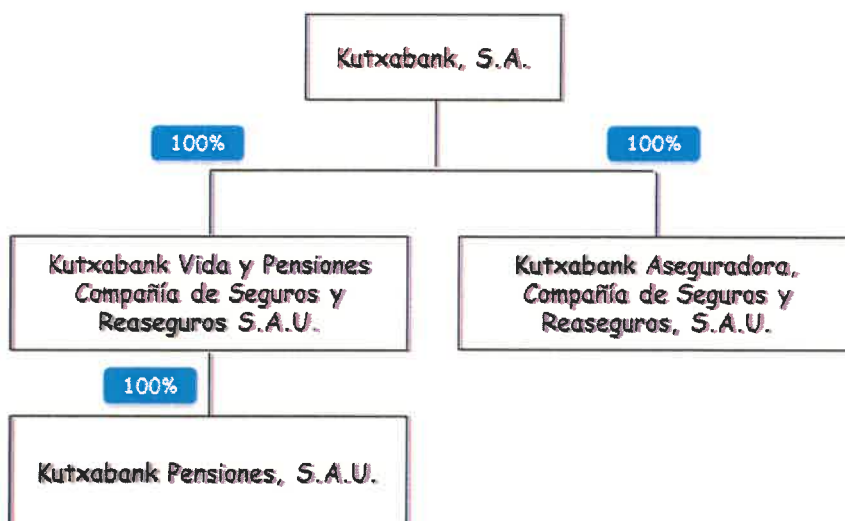 Kutxabank, S.A.
100%
100%
Kutxabank Vida y Pensiones
Compañía de Seguros y
Reaseguros S.A.U.
Kutxabank Aseguradora,
Compañía de Seguros y
Reaseguros, S.A.U.
100%
Kutxabank Pensiones, S.A.U.